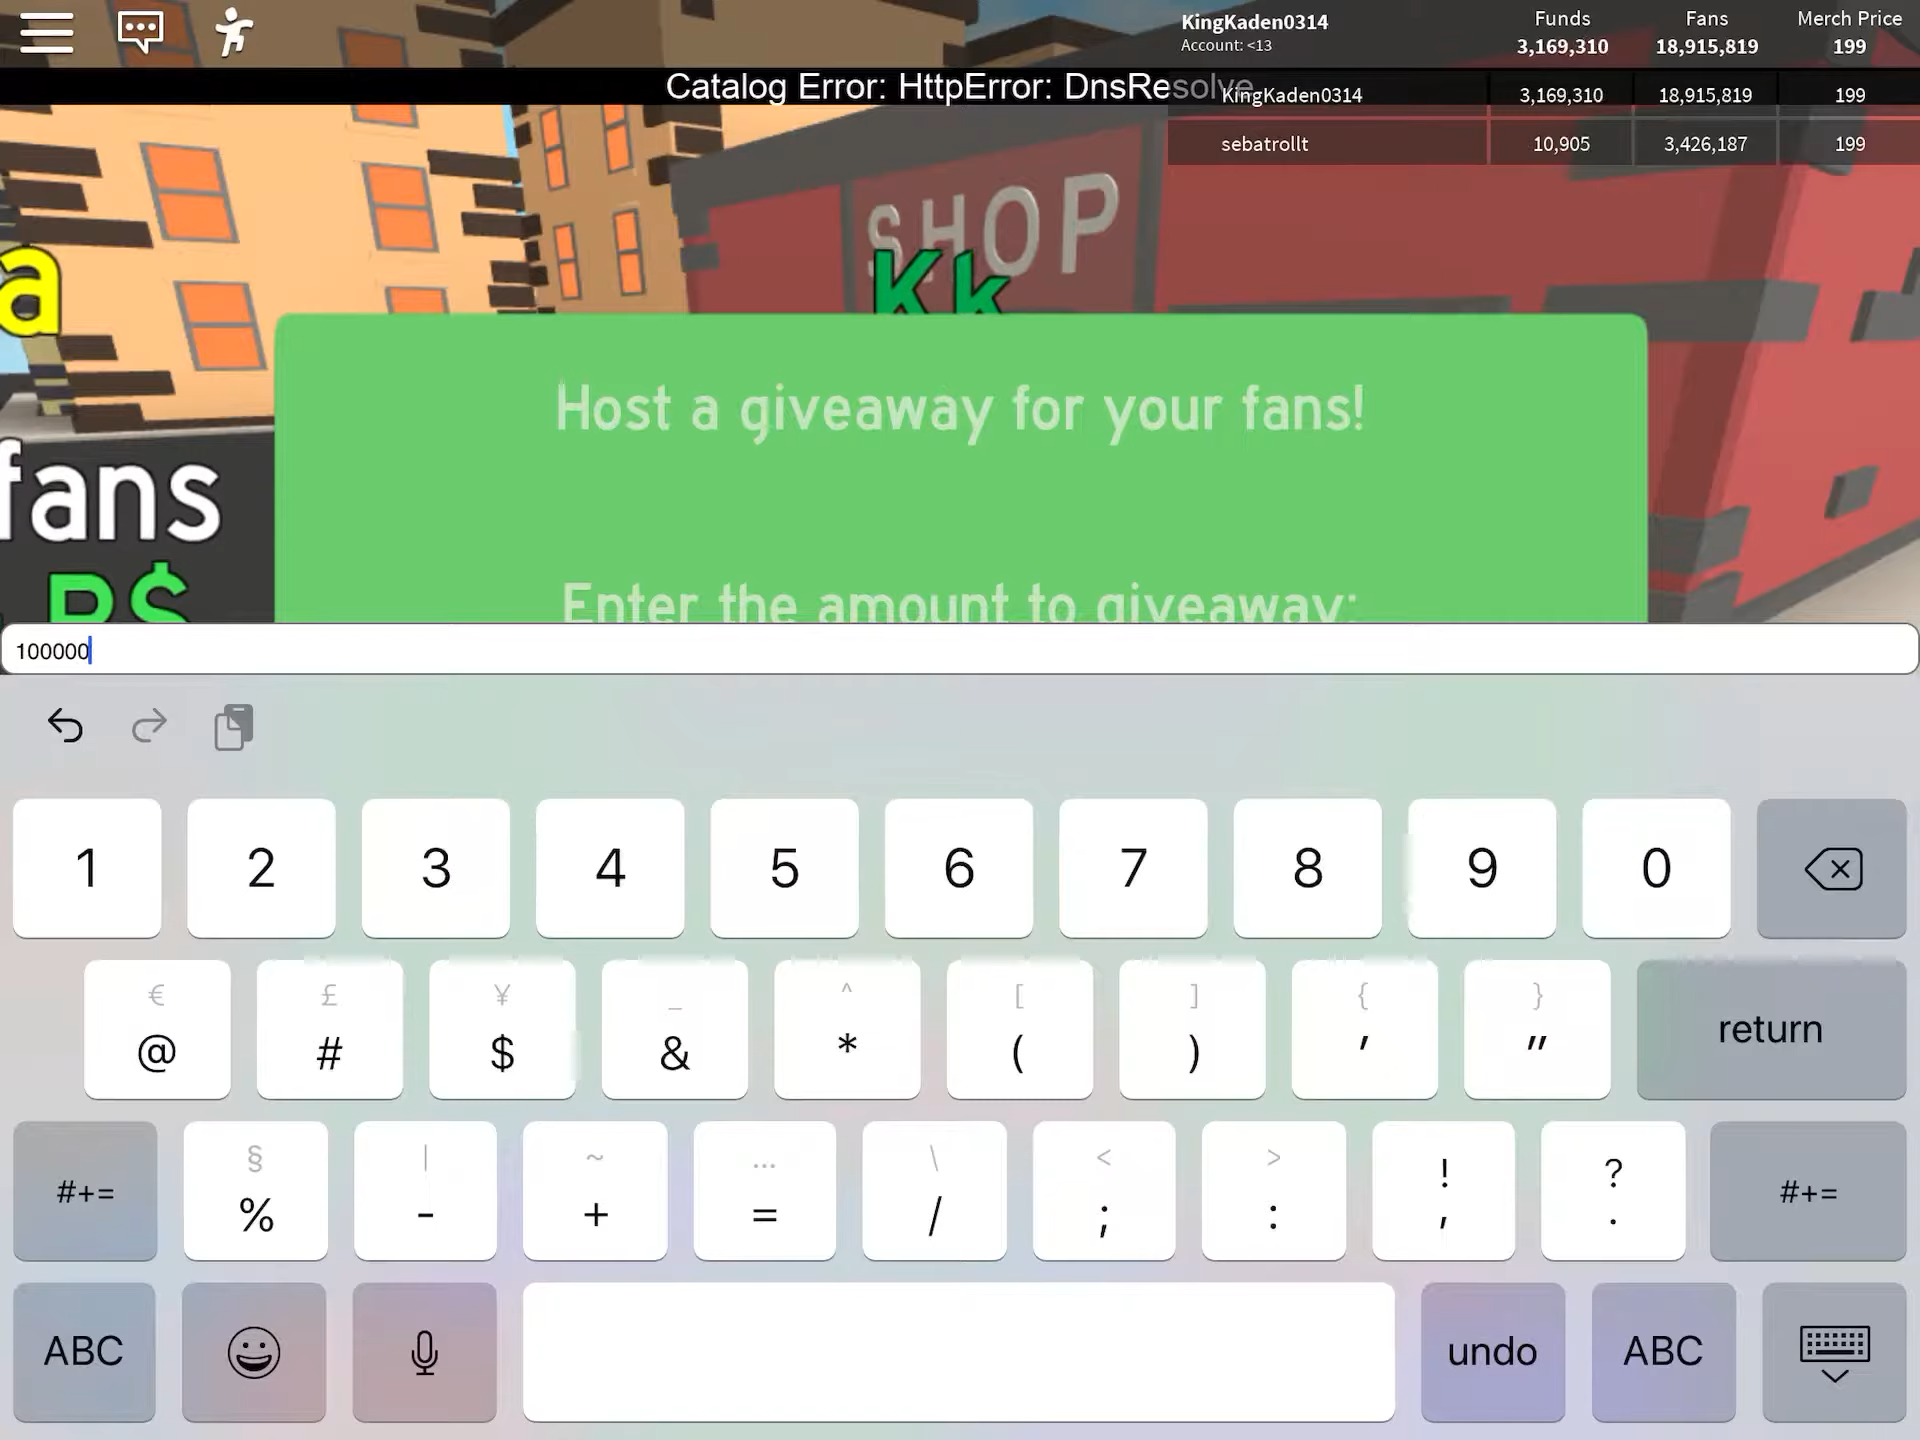 KingKaden0314 Funds Fans Merch Price
Account: <13 3,169,310 18,915,819 199
Catalog Error: HttpError: DnsResolve
KingKaden0314 3,169,310 18,915,819 199
sebatrollt 10,905 3,426,187 199
SHOP
Kk
a
Host a giveaway for your fans!
fans
R$
Enter the amount to giveaway:
100000
1 2 3 4 5 6 7 8 9 0
€ £ ¥ _ ^ [ ] { }
@ # $ & * ( ) ' " return
§ | ~ ... \ < > ! ?
#+= % - + = / ; : , . #+=
ABC undo ABC